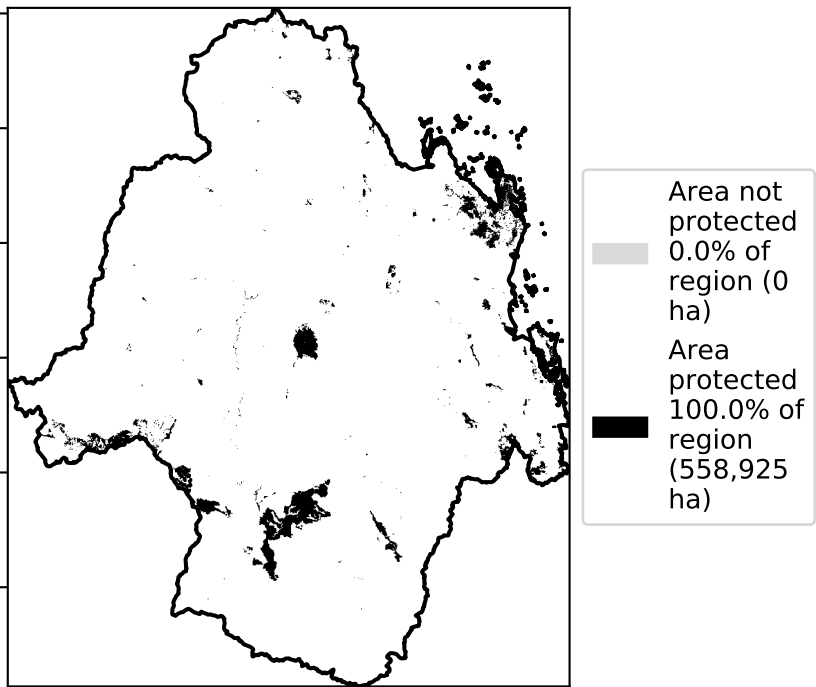 Area not
protected
0.0% of
region (0
ha)
Area
protected
100.0% of
region
(558,925
ha)